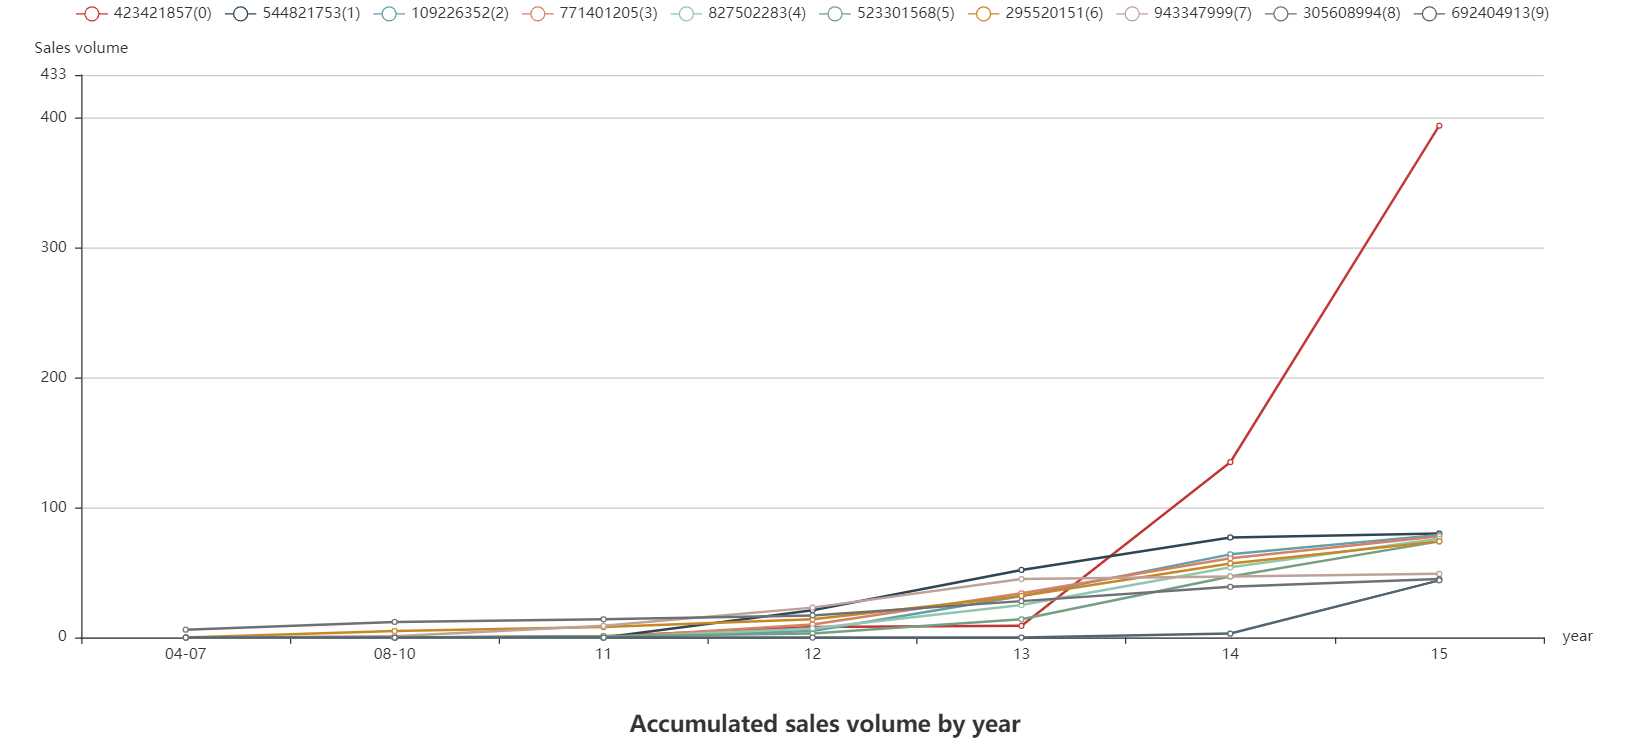 423421857(0) 544821753(1) 109226352(2) 771401205(3) 827502283(4) 523301568(5) 295520151(6) 943347999(7) 305608994(8) 692404913(9)
Sales volume
433
400
300
200
100
0
04-07 08-10 11 12 13 14 15 year
Accumulated sales volume by year